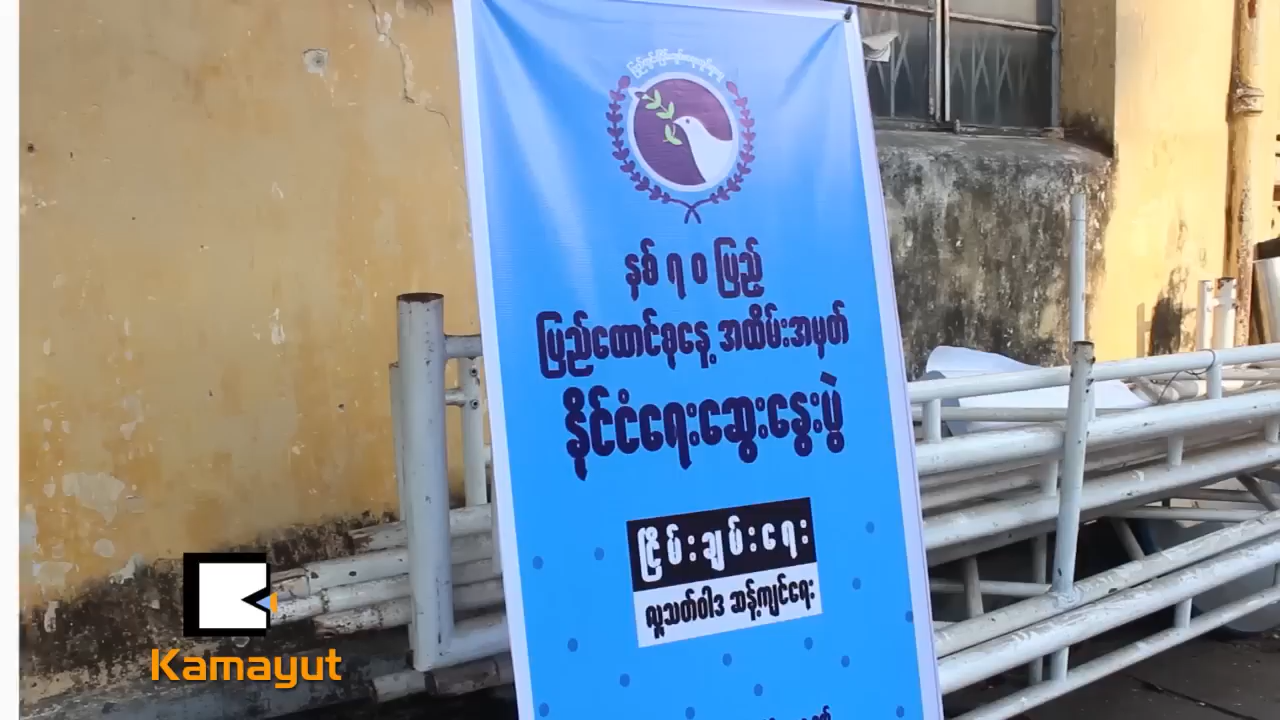 နှစ် ၇ ၀ ပြည့်
ပြည်ထောင်စုနေ့ အထိမ်းအမှတ်
နိုင်ငံရေးဆွေးနွေးပွဲ
ငြိမ်းချမ်းရေး
လူသတ်ဝါဒ ဆန့်ကျင်ရေး
Kamayut